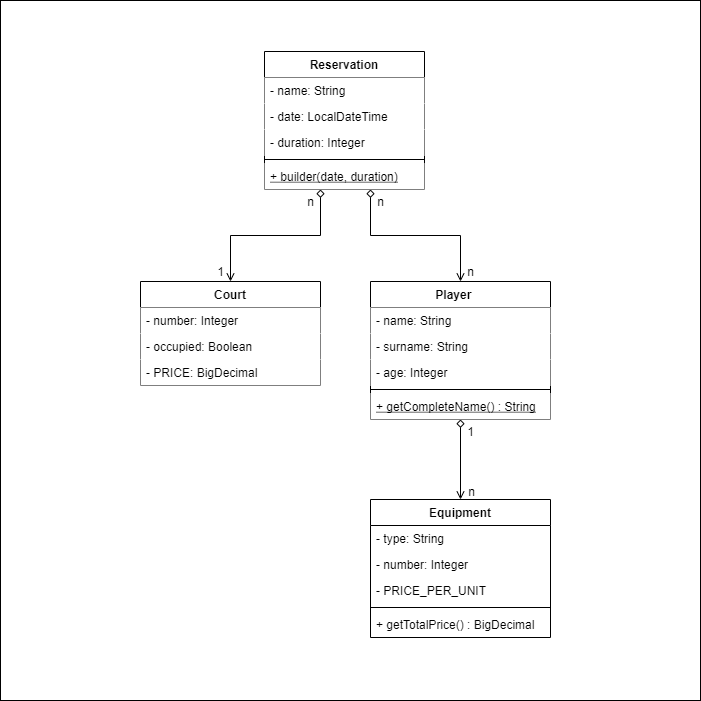 Reservation
- name: String
- date: LocalDateTime
- duration: Integer
+ builder(date, duration)
n
n
1
n
Court
- number: Integer
- occupied: Boolean
- PRICE: BigDecimal
Player
- name: String
- surname: String
- age: Integer
+ getCompleteName() : String
1
n
Equipment
- type: String
- number: Integer
- PRICE_PER_UNIT
+ getTotalPrice() : BigDecimal